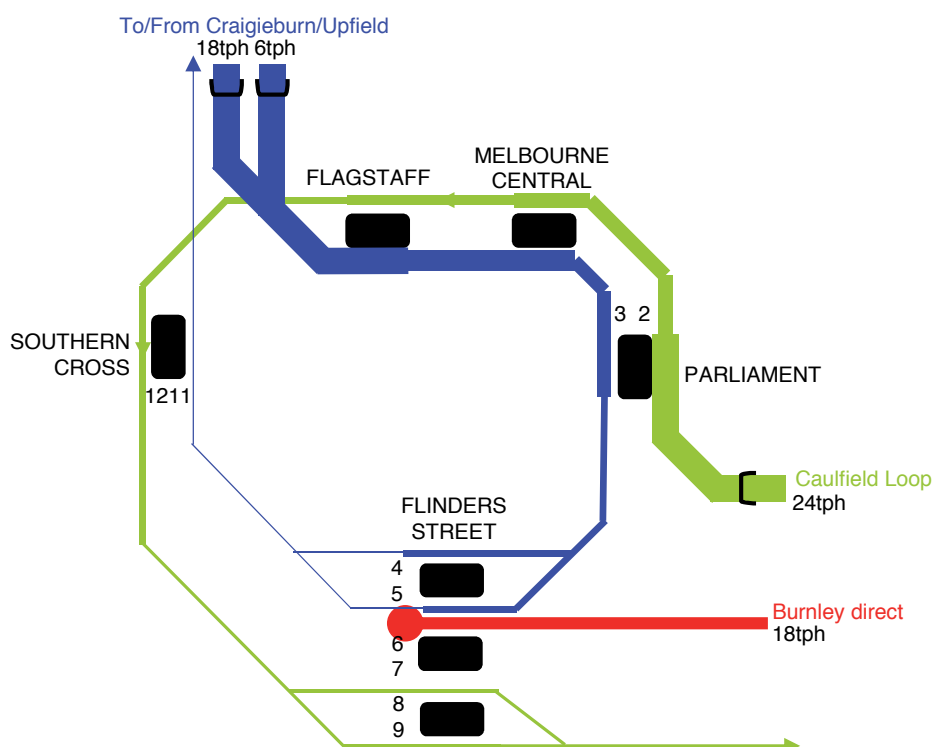 To/From Craigieburn/Upfield
18tph 6tph
FLAGSTAFF
MELBOURNE
CENTRAL
3 2
SOUTHERN
CROSS
PARLIAMENT
1211
Caulfield Loop
24tph
FLINDERS
STREET
4
5
Burnley direct
18tph
6
7
8
9